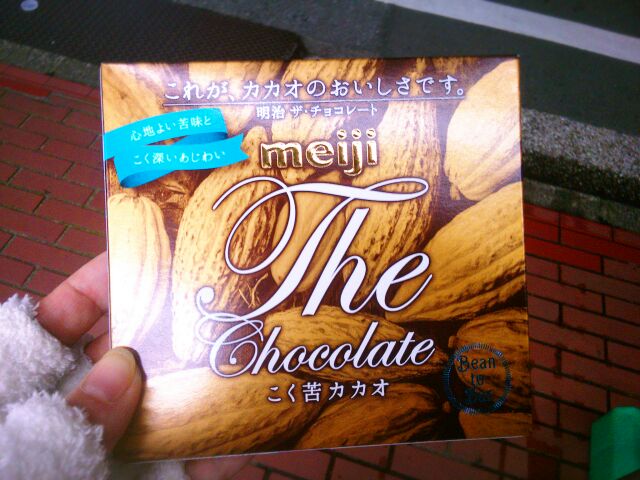 これが、カカオのおいしさです。
明治 ザ・チョコレート
心地よい苦味と
こく深いあじわい
meiji
The
Chocolate
こく苦カカオ
Bean
to
Bar